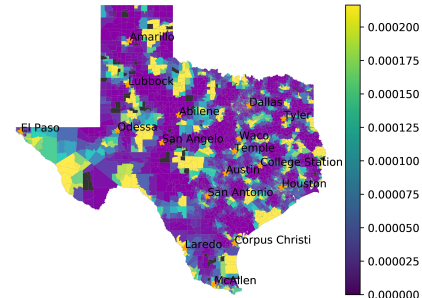 Amarillo
Lubbock
Abilene
Dallas
Tyler
El Paso
Odessa
San Angelo
Waco
Temple
College Station
Austin
Houston
San Antonio
Laredo
Corpus Christi
McAllen
0.000200
0.000175
0.000150
0.000125
0.000100
0.000075
0.000050
0.000025
0.000000